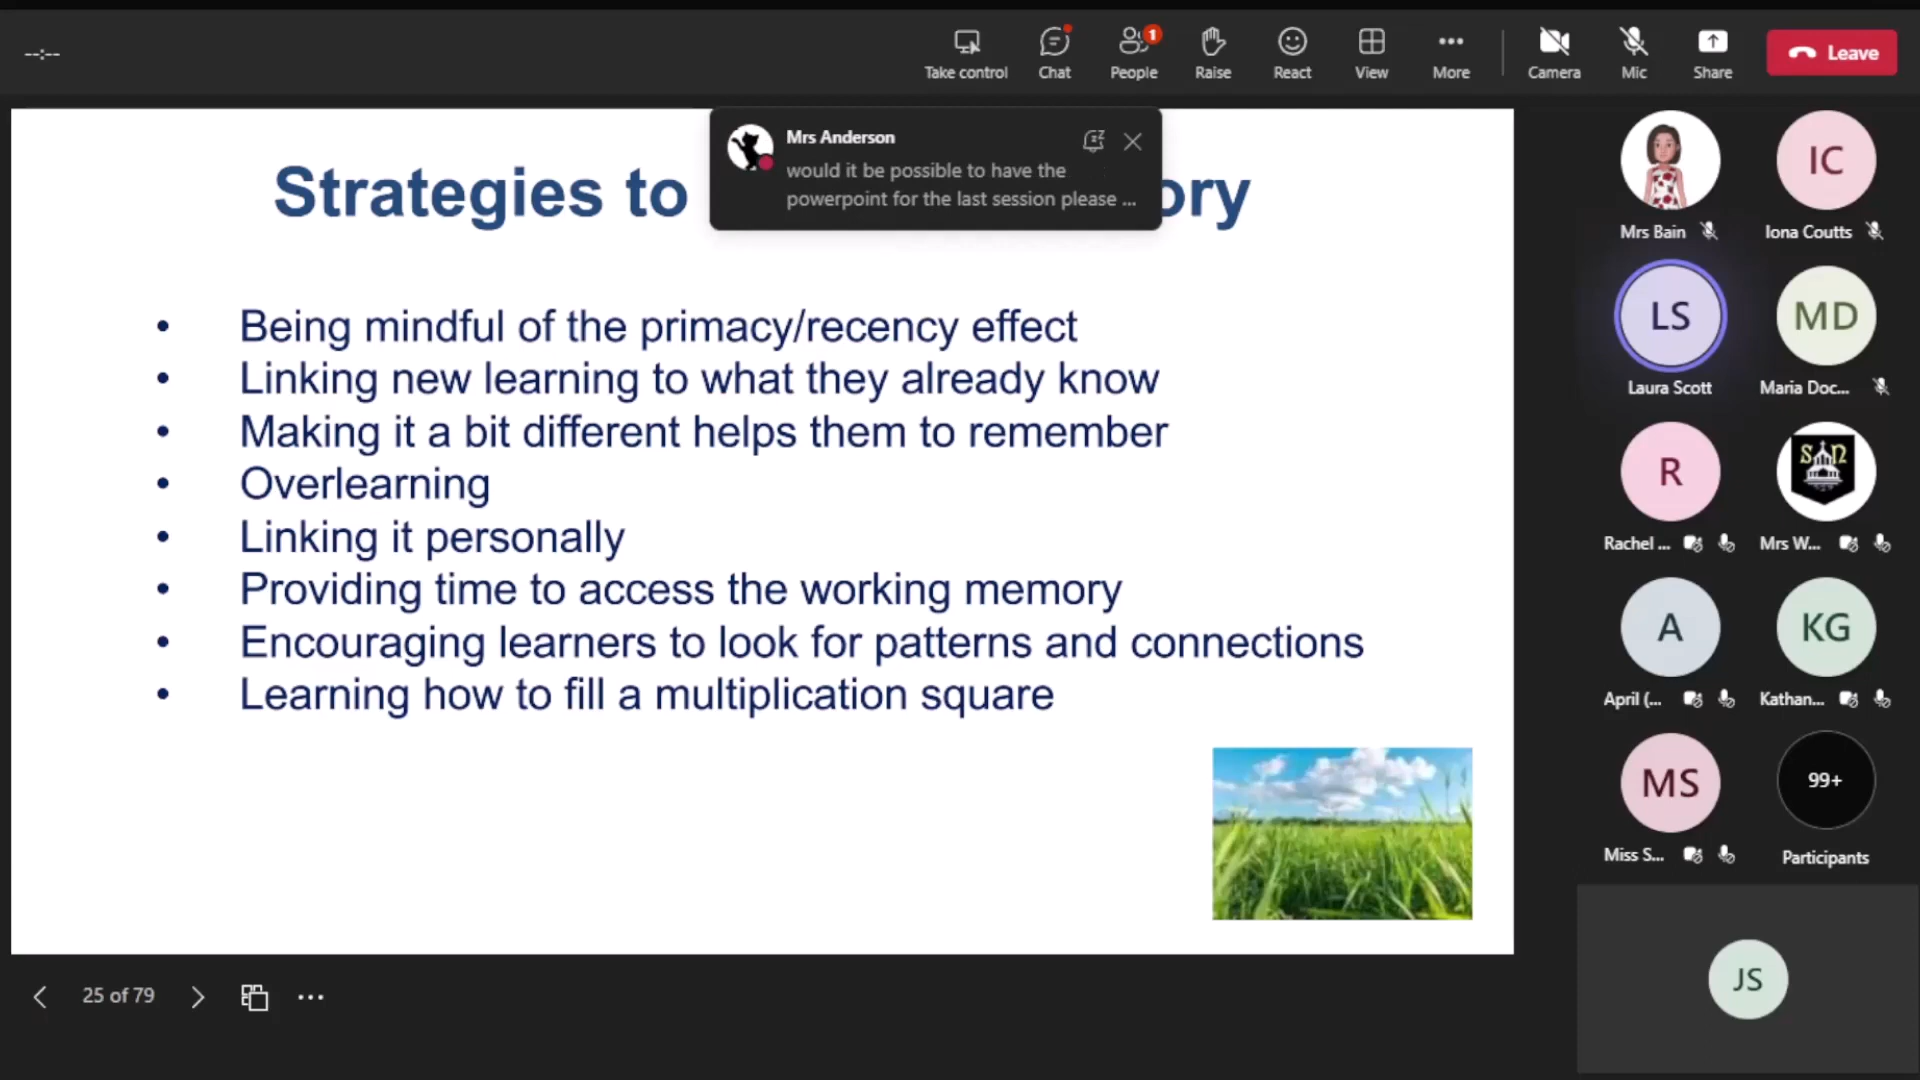 --:--
Take control
Chat
1
People
Raise
React
View
More
Camera
Mic
Share
Leave
Mrs Anderson
would it be possible to have the
powerpoint for the last session please ...
Strategies to ory
• Being mindful of the primacy/recency effect
• Linking new learning to what they already know
• Making it a bit different helps them to remember
• Overlearning
• Linking it personally
• Providing time to access the working memory
• Encouraging learners to look for patterns and connections
• Learning how to fill a multiplication square
25 of 79
Mrs Bain
IC
Iona Coutts
LS
Laura Scott
MD
Maria Doc...
R
Rachel ...
SN
Mrs W...
A
April (...
KG
Kathan...
MS
Miss S...
99+
Participants
JS